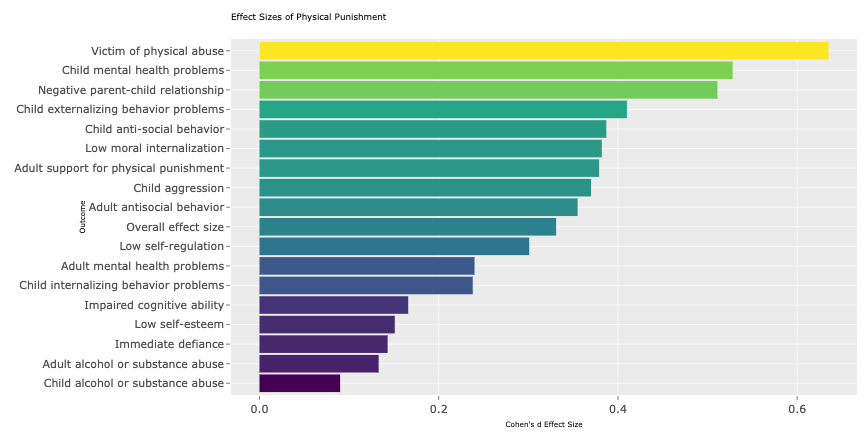 Effect Sizes of Physical Punishment
Victim of physical abuse
Child mental health problems
Negative parent-child relationship
Child externalizing behavior problems
Child anti-social behavior
Low moral internalization
Adult support for physical punishment
Child aggression
Adult antisocial behavior
Overall effect size
Low self-regulation
Adult mental health problems
Child internalizing behavior problems
Impaired cognitive ability
Low self-esteem
Immediate defiance
Adult alcohol or substance abuse
Child alcohol or substance abuse
Outcome
0.0 0.2 0.4 0.6
Cohen's d Effect Size